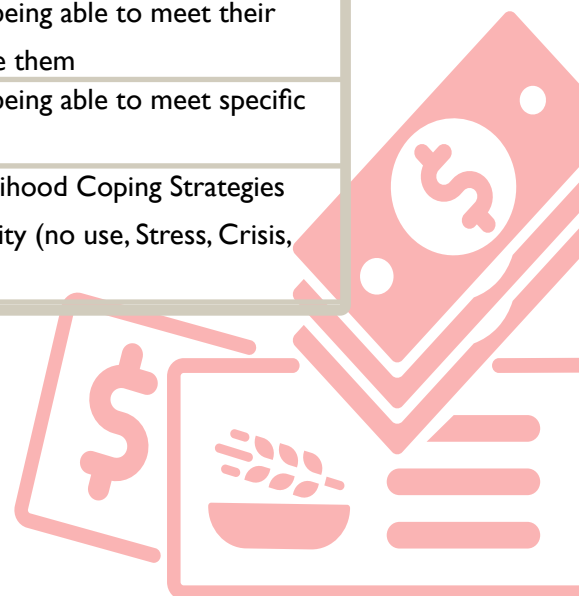 being able to meet their
them
being able to meet specific
ihood Coping Strategies
ity (no use, Stress, Crisis,
$
$